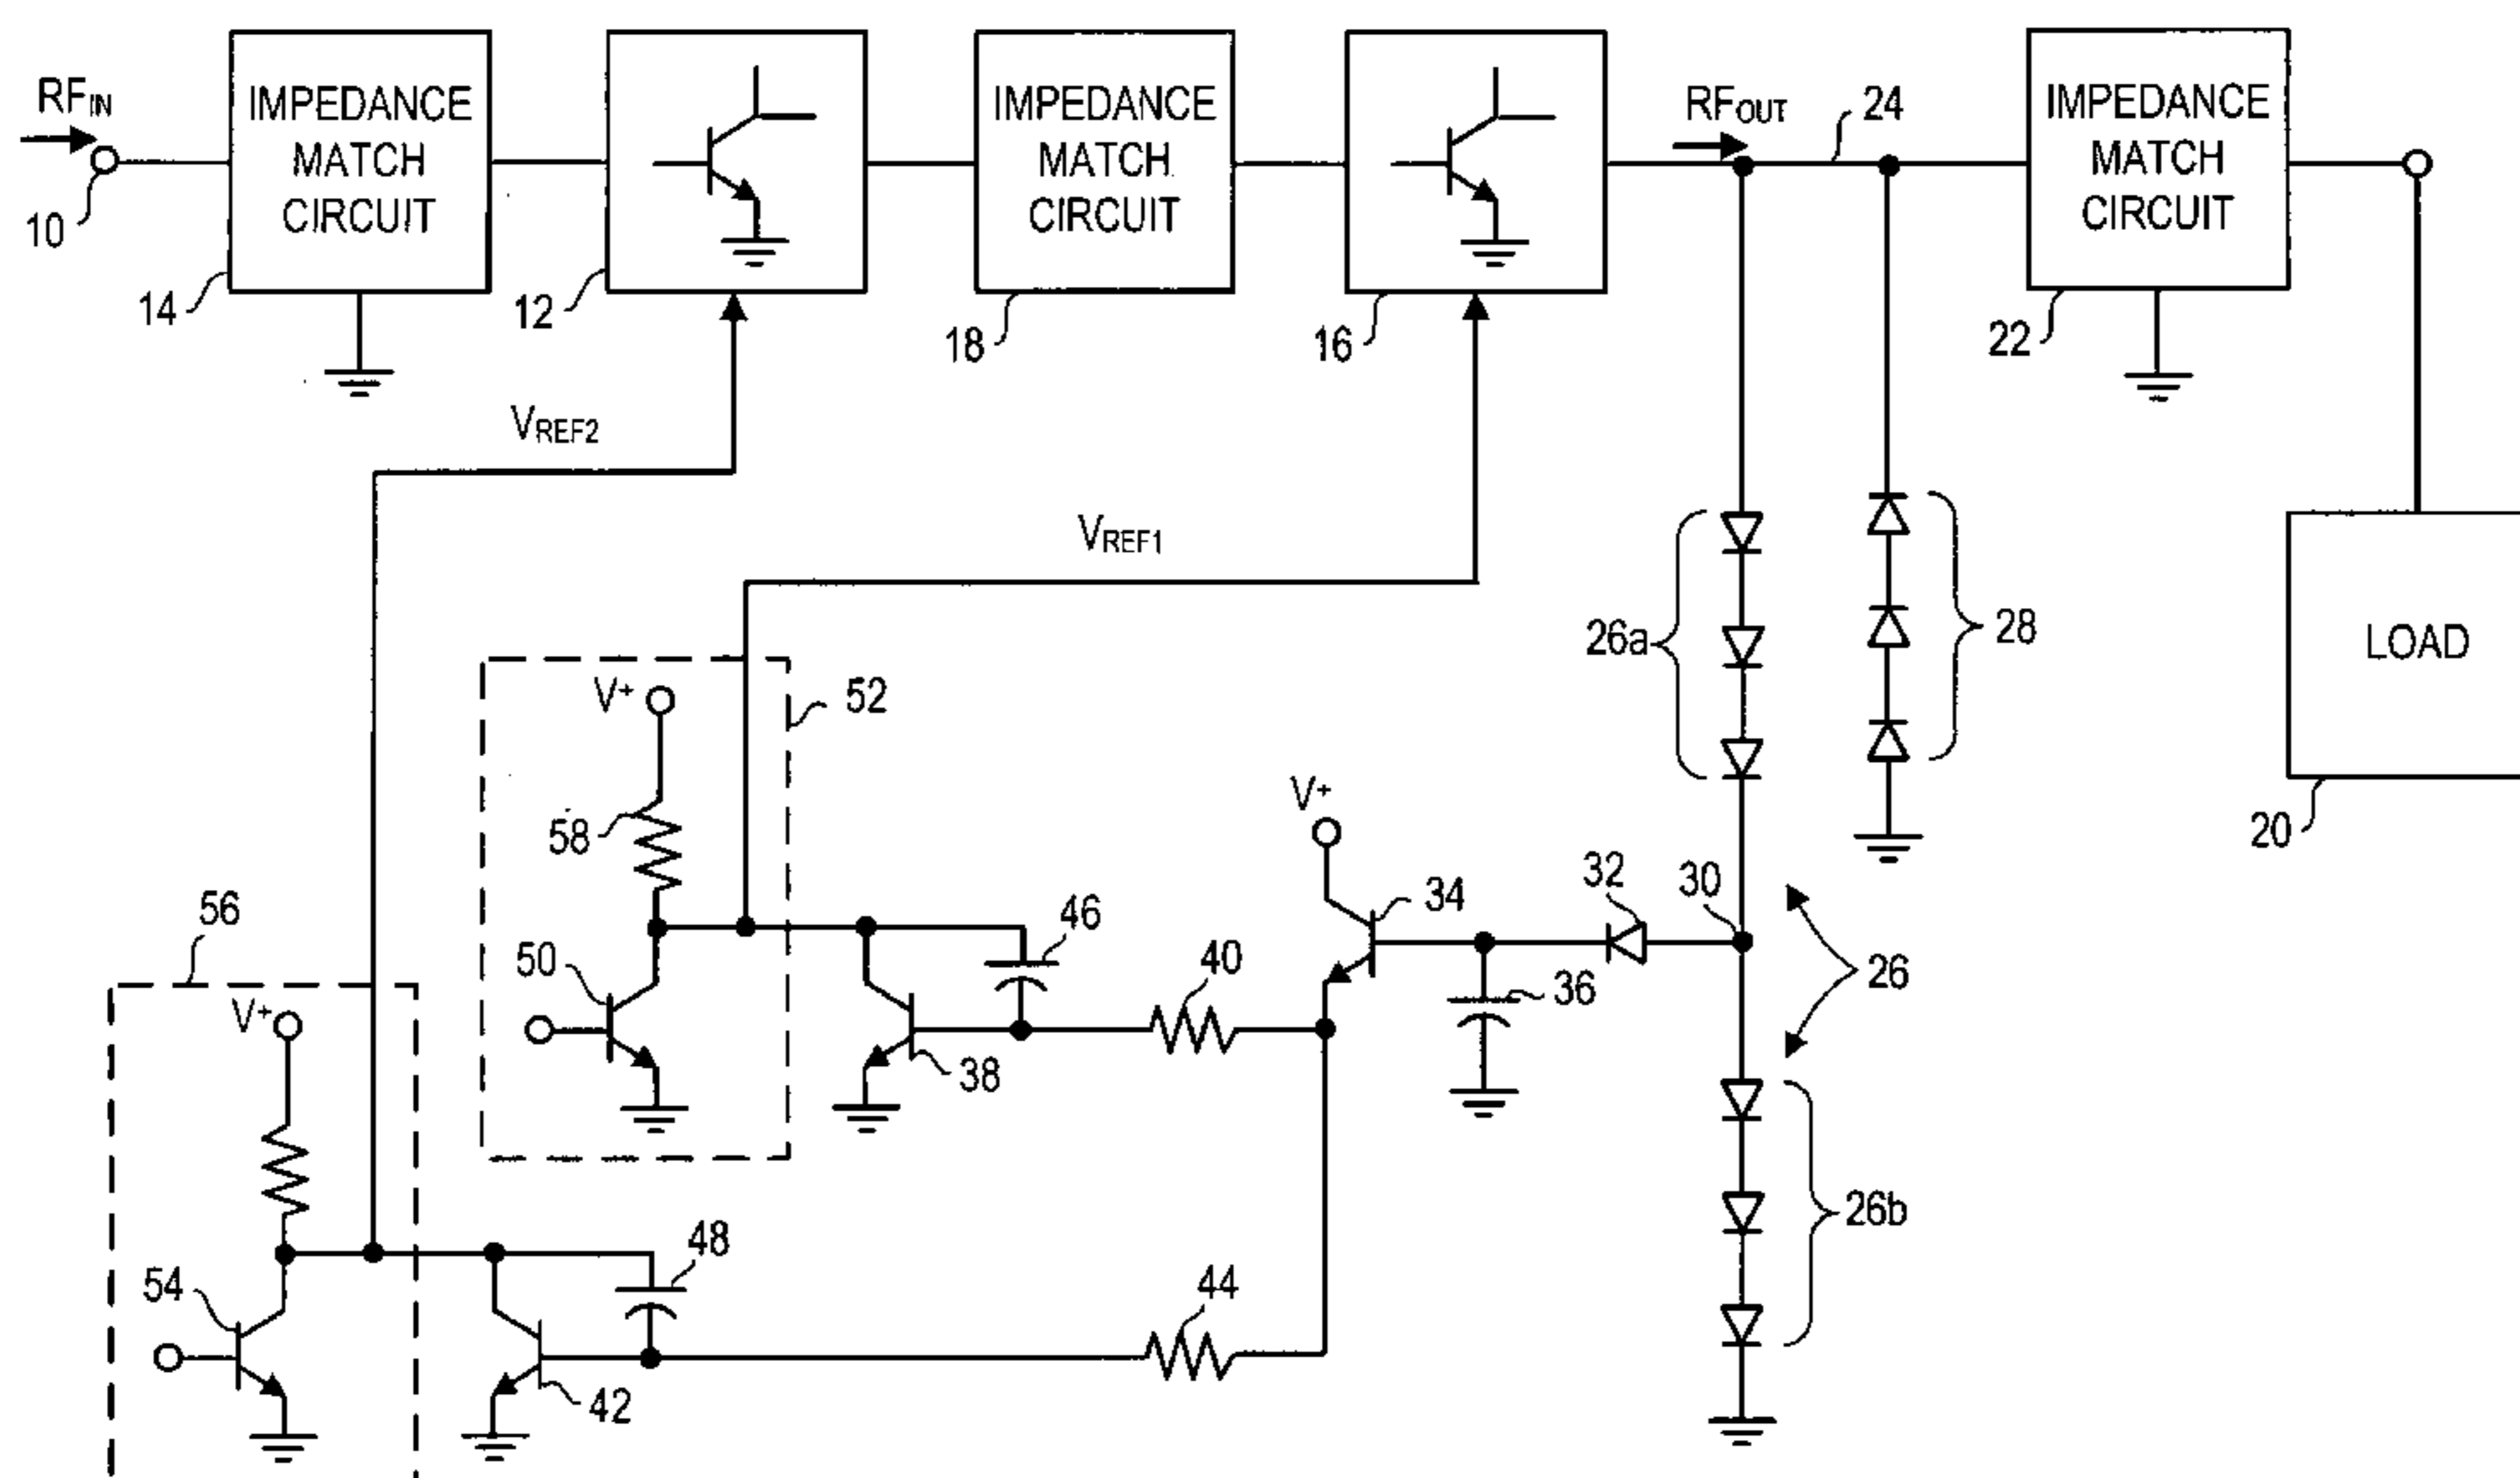 RFIN
10
IMPEDANCE
MATCH
CIRCUIT
14
12
IMPEDANCE
MATCH
CIRCUIT
18
16
RFOUT
24
IMPEDANCE
MATCH
CIRCUIT
22
VREF2
VREF1
26a
28
LOAD
20
V+
52
58
V+
34
32
30
26
56
50
46
40
36
38
V+
54
48
44
42
26b